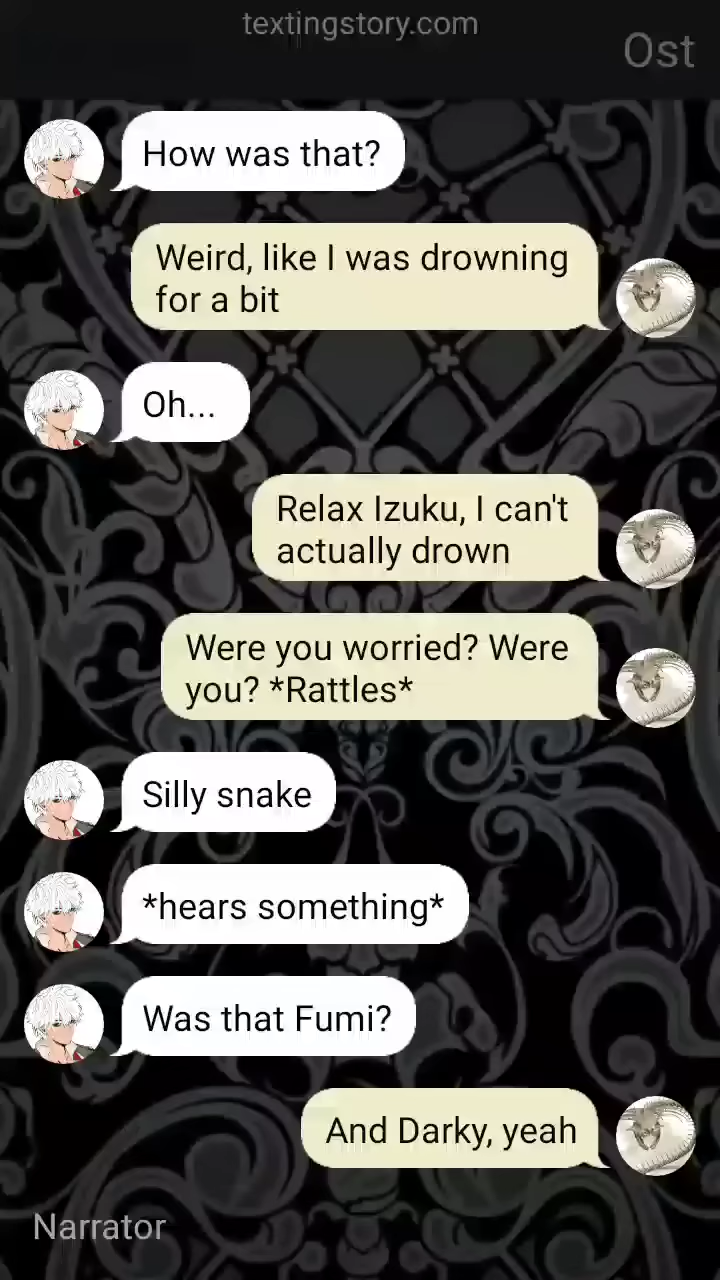 textingstory.com
Ost
How was that?
Weird, like I was drowning
for a bit
Oh...
Relax Izuku, I can't
actually drown
Were you worried? Were
you? *Rattles*
Silly snake
*hears something*
Was that Fumi?
And Darky, yeah
Narrator